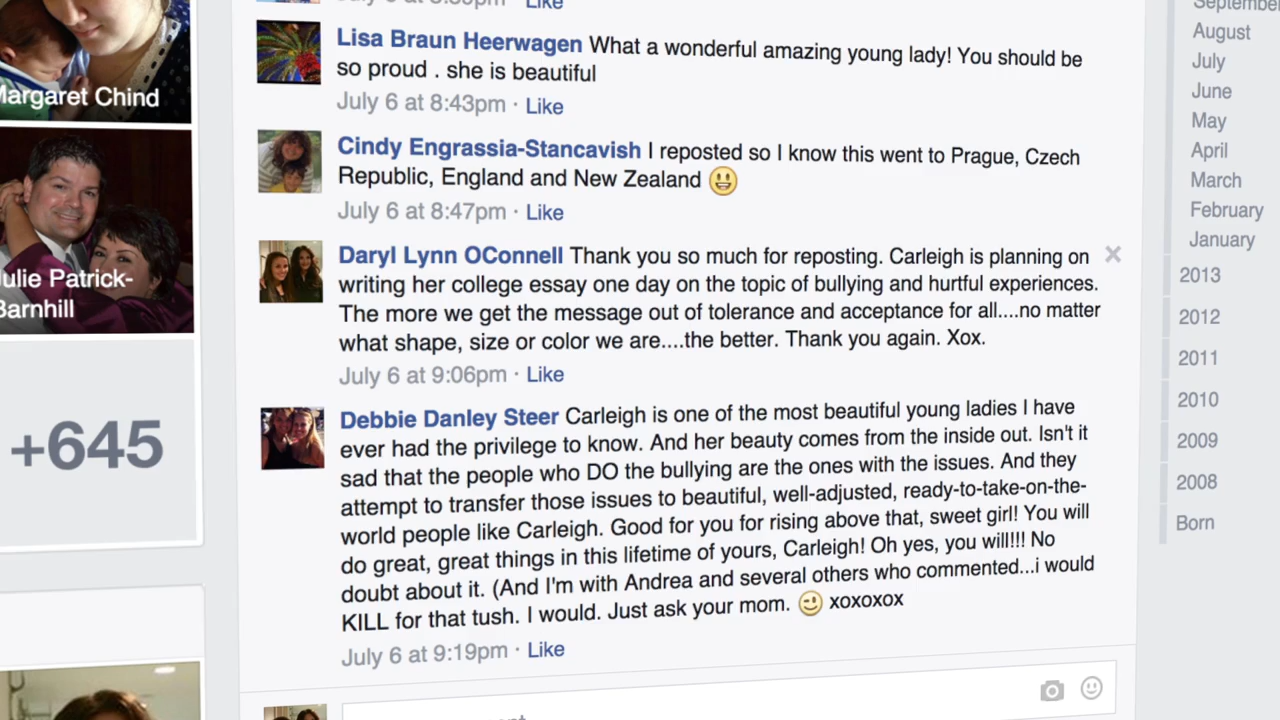 Like
Lisa Braun Heerwagen What a wonderful amazing young lady! You should be
so proud . she is beautiful
July 6 at 8:43pm · Like
Cindy Engrassia-Stancavish I reposted so I know this went to Prague, Czech
Republic, England and New Zealand
July 6 at 8:47pm · Like
Daryl Lynn OConnell Thank you so much for reposting. Carleigh is planning on
writing her college essay one day on the topic of bullying and hurtful experiences.
The more we get the message out of tolerance and acceptance for all....no matter
what shape, size or color we are....the better. Thank you again. Xox.
July 6 at 9:06pm · Like
Debbie Danley Steer Carleigh is one of the most beautiful young ladies I have
ever had the privilege to know. And her beauty comes from the inside out. Isn't it
sad that the people who DO the bullying are the ones with the issues. And they
attempt to transfer those issues to beautiful, well-adjusted, ready-to-take-on-the-
world people like Carleigh. Good for you for rising above that, sweet girl! You will
do great, great things in this lifetime of yours, Carleigh! Oh yes, you will!!! No
doubt about it. (And I'm with Andrea and several others who commented...i would
KILL for that tush. I would. Just ask your mom. xoxoxox
July 6 at 9:19pm · Like
Margaret Chind
Julie Patrick-
Barnhill
+645
September
August
July
June
May
April
March
February
January
2013
2012
2011
2010
2009
2008
Born